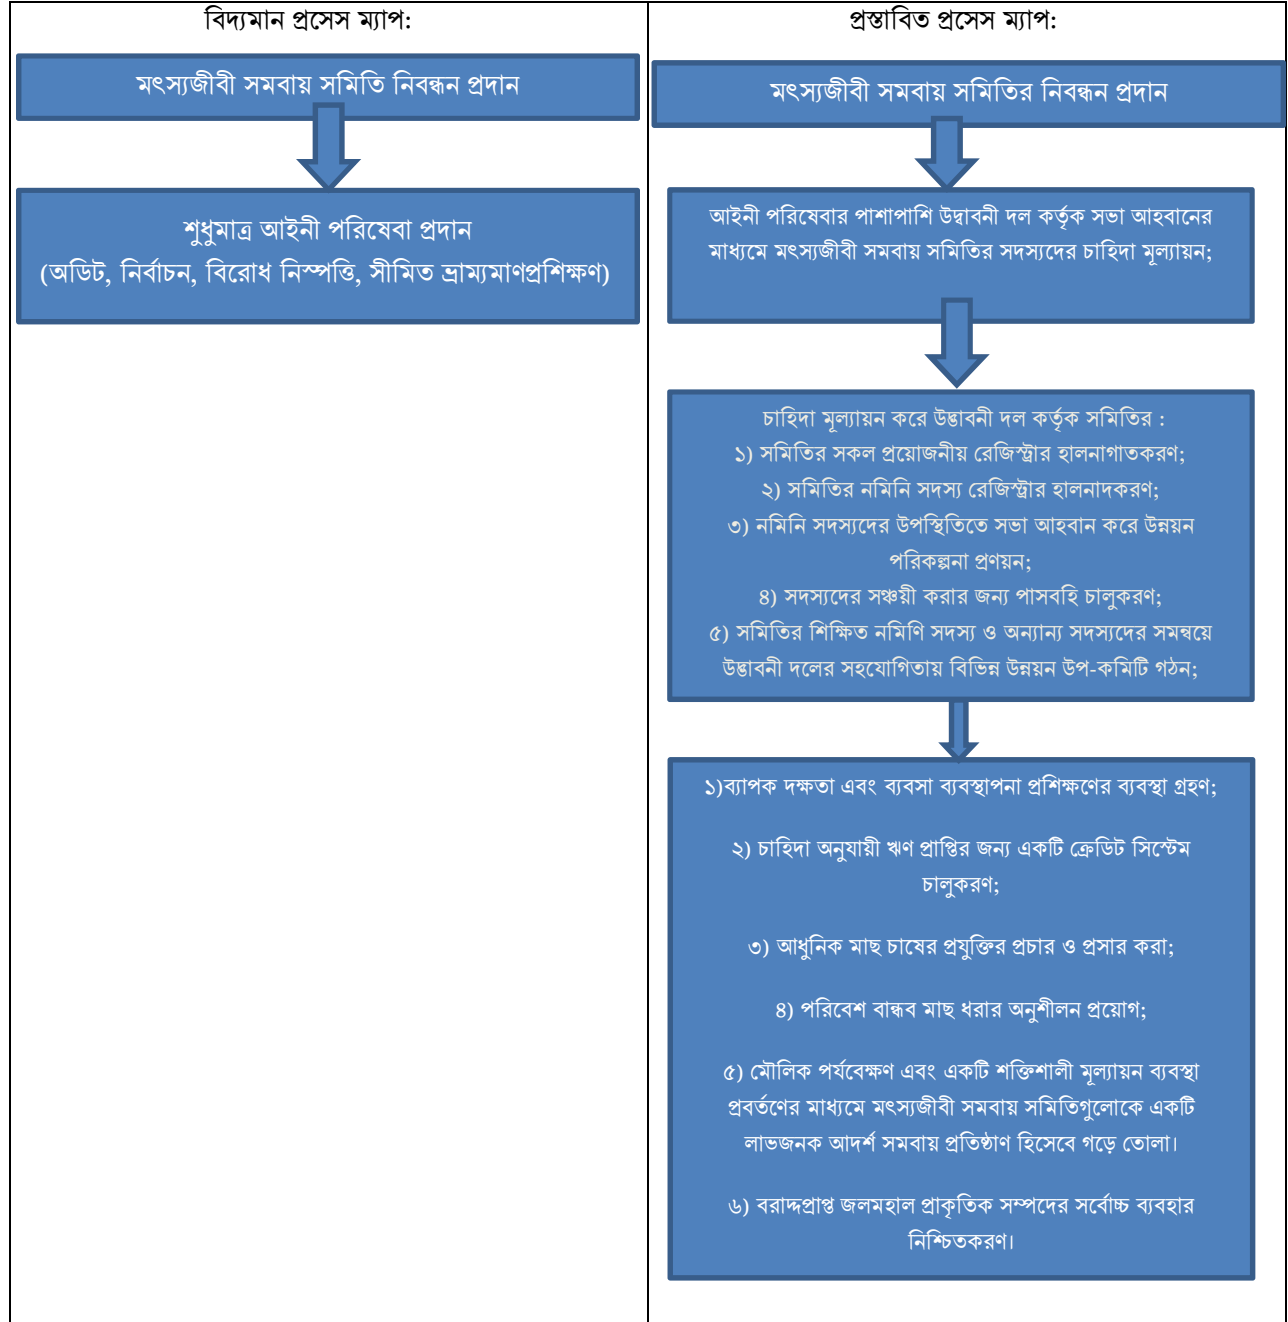 বিদ্যমান প্রসেস ম্যাপ:
মৎস্যজীবী সমবায় সমিতি নিবন্ধন প্রদান
শুধুমাত্র আইনী পরিষেবা প্রদান
(অডিট, নির্বাচন, বিরোধ নিস্পত্তি, সীমিত ভ্রাম্যমাণপ্রশিক্ষণ)
প্রস্তাবিত প্রসেস ম্যাপ:
মৎস্যজীবী সমবায় সমিতির নিবন্ধন প্রদান
আইনী পরিষেবার পাশাপাশি উদ্বাবনী দল কর্তৃক সভা আহবানের
মাধ্যমে মৎস্যজীবী সমবায় সমিতির সদস্যদের চাহিদা মূল্যায়ন;
চাহিদা মূল্যায়ন করে উদ্ভাবনী দল কর্তৃক সমিতির :
১) সমিতির সকল প্রয়োজনীয় রেজিস্ট্রার হালনাগাতকরণ;
২) সমিতির নমিনি সদস্য রেজিস্ট্রার হালনাদকরণ;
৩) নমিনি সদস্যদের উপস্থিতিতে সভা আহবান করে উন্নয়ন
পরিকল্পনা প্রণয়ন;
৪) সদস্যদের সঞ্চয়ী করার জন্য পাসবহি চালুকরণ;
৫) সমিতির শিক্ষিত নমিণি সদস্য ও অন্যান্য সদস্যদের সমন্বয়ে
উদ্ভাবনী দলের সহযোগিতায় বিভিন্ন উন্নয়ন উপ-কমিটি গঠন;
১)ব্যাপক দক্ষতা এবং ব্যবসা ব্যবস্থাপনা প্রশিক্ষণের ব্যবস্থা গ্রহণ;
২) চাহিদা অনুযায়ী ঋণ প্রাপ্তির জন্য একটি ক্রেডিট সিস্টেম
চালুকরণ;
৩) আধুনিক মাছ চাষের প্রযুক্তির প্রচার ও প্রসার করা;
৪) পরিবেশ বান্ধব মাছ ধরার অনুশীলন প্রয়োগ;
৫) মৌলিক পর্যবেক্ষণ এবং একটি শক্তিশালী মূল্যায়ন ব্যবস্থা
প্রবর্তণের মাধ্যমে মৎস্যজীবী সমবায় সমিতিগুলোকে একটি
লাভজনক আদর্শ সমবায় প্রতিষ্ঠাণ হিসেবে গড়ে তোলা।
৬) বরাদ্দপ্রাপ্ত জলমহাল প্রাকৃতিক সম্পদের সর্বোচ্চ ব্যবহার
নিশ্চিতকরণ।